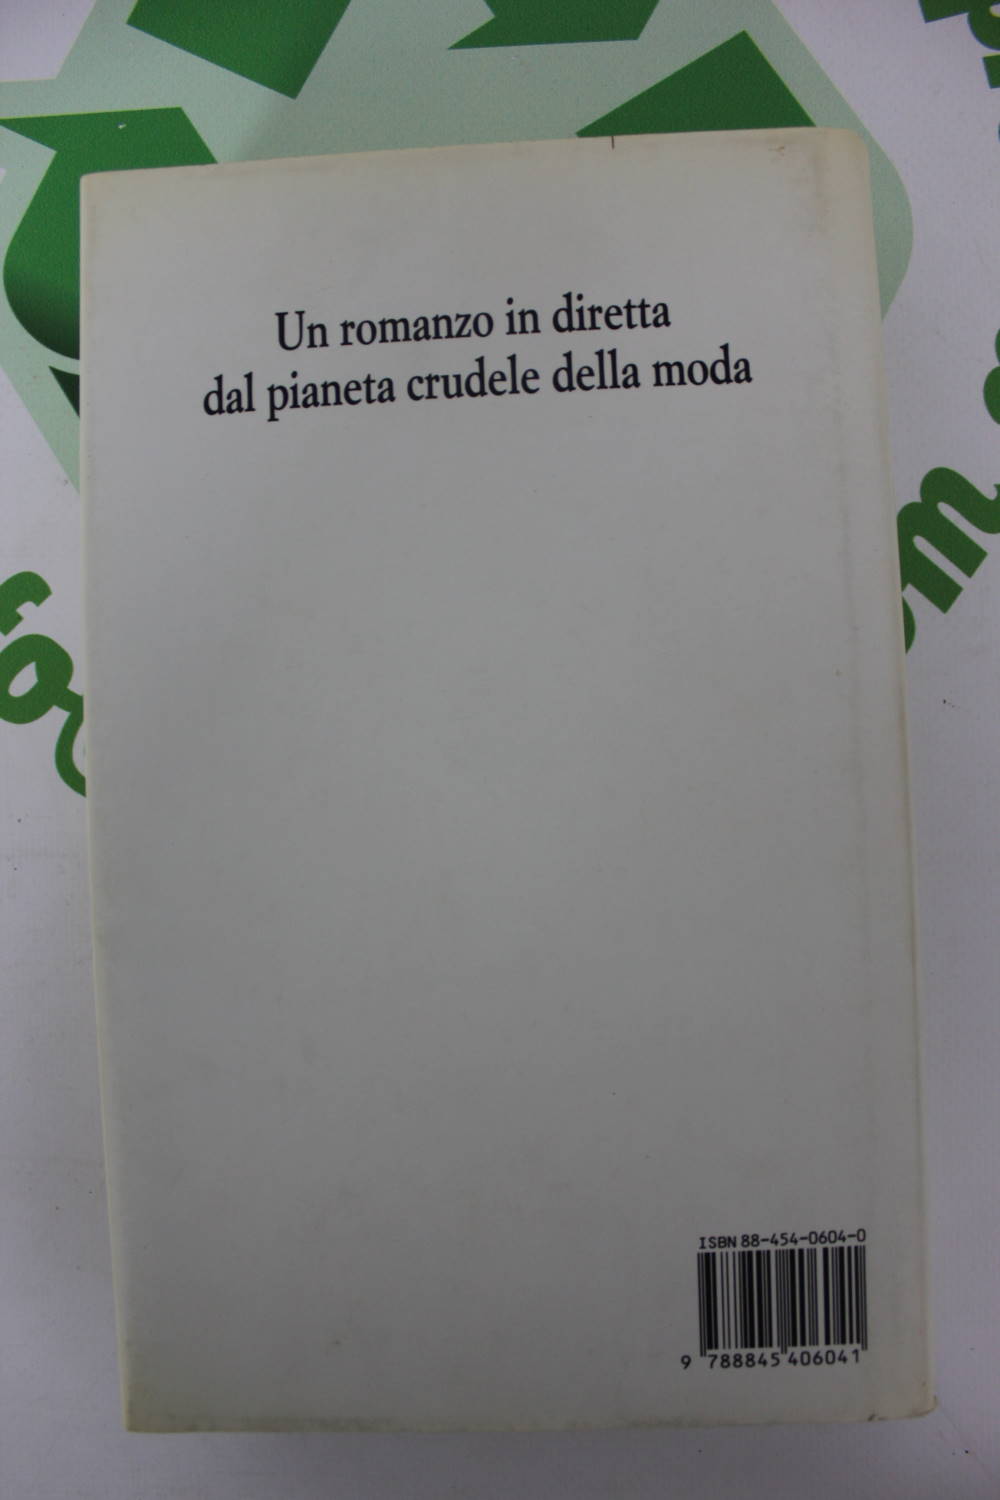 Un romanzo in diretta
dal pianeta crudele della moda
ISBN 88-454-0604-0
9 788845 406041